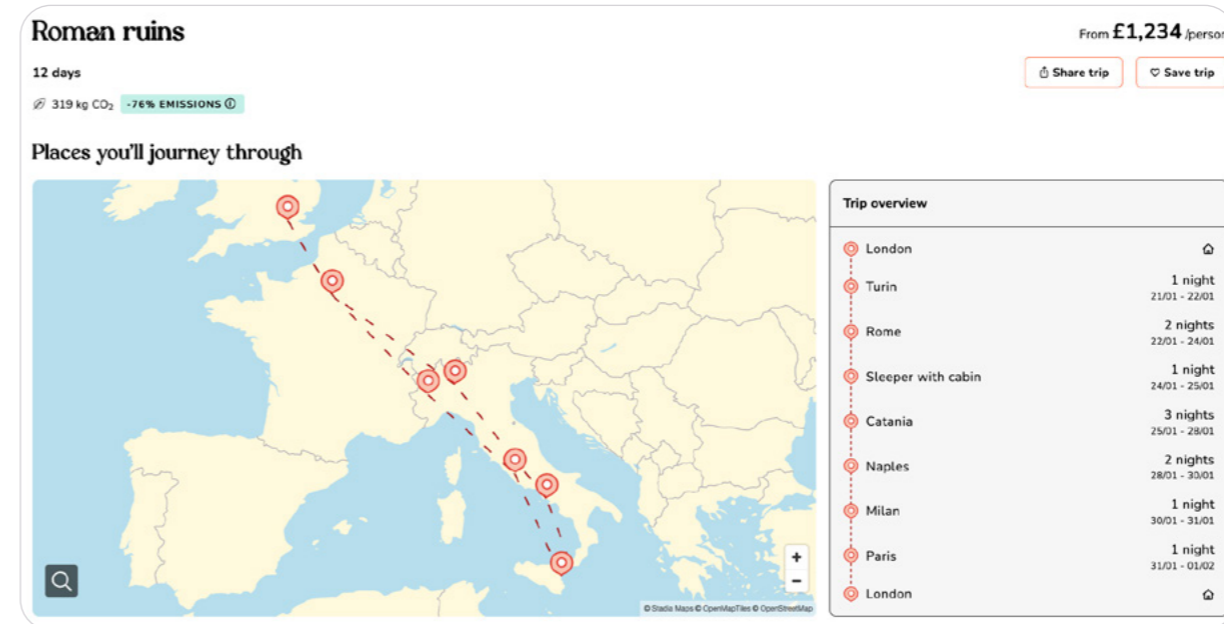 Roman ruins
From £1,234 /person
12 days
Share trip
Save trip
319 kg CO₂ -76% EMISSIONS
Places you'll journey through
Trip overview
London
Turin 1 night
21/01 - 22/01
Rome 2 nights
22/01 - 24/01
Sleeper with cabin 1 night
24/01 - 25/01
Catania 3 nights
25/01 - 28/01
Naples 2 nights
28/01 - 30/01
Milan 1 night
30/01 - 31/01
Paris 1 night
31/01 - 01/02
London
+
−
© Stadia Maps © OpenMapTiles © OpenStreetMap